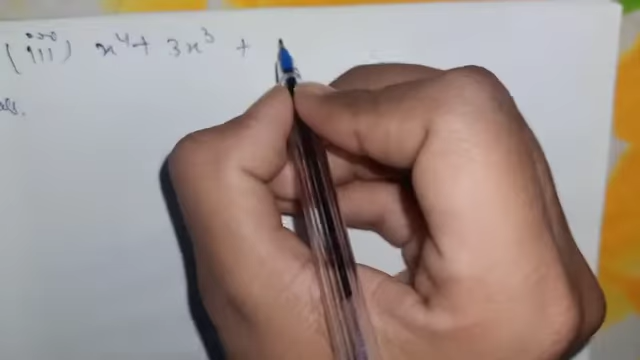 (iii) x⁴ + 3x³ +